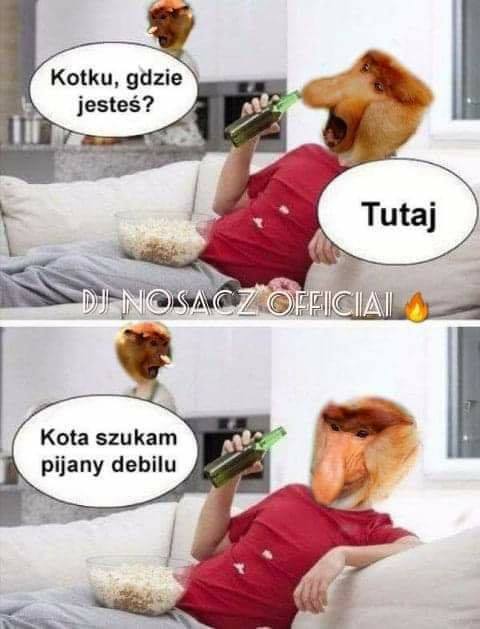 Kotku, gdzie
jesteś?
Tutaj
DJ NOSACZ OFFICIAl
Kota szukam
pijany debilu